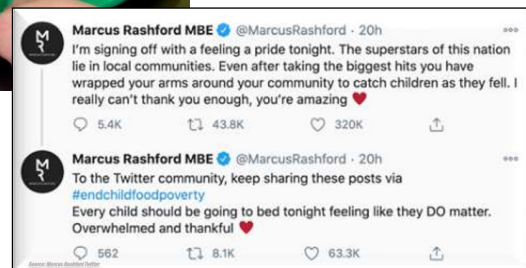 Marcus Rashford MBE @MarcusRashford · 20h
I'm signing off with a feeling a pride tonight. The superstars of this nation
lie in local communities. Even after taking the biggest hits you have
wrapped your arms around your community to catch children as they fell. I
really can't thank you enough, you're amazing ♥
5.4K 43.8K 320K
Marcus Rashford MBE @MarcusRashford · 20h
To the Twitter community, keep sharing these posts via
#endchildfoodpoverty
Every child should be going to bed tonight feeling like they DO matter.
Overwhelmed and thankful ♥
562 8.1K 63.3K
Source: Marcus Rashford Twitter